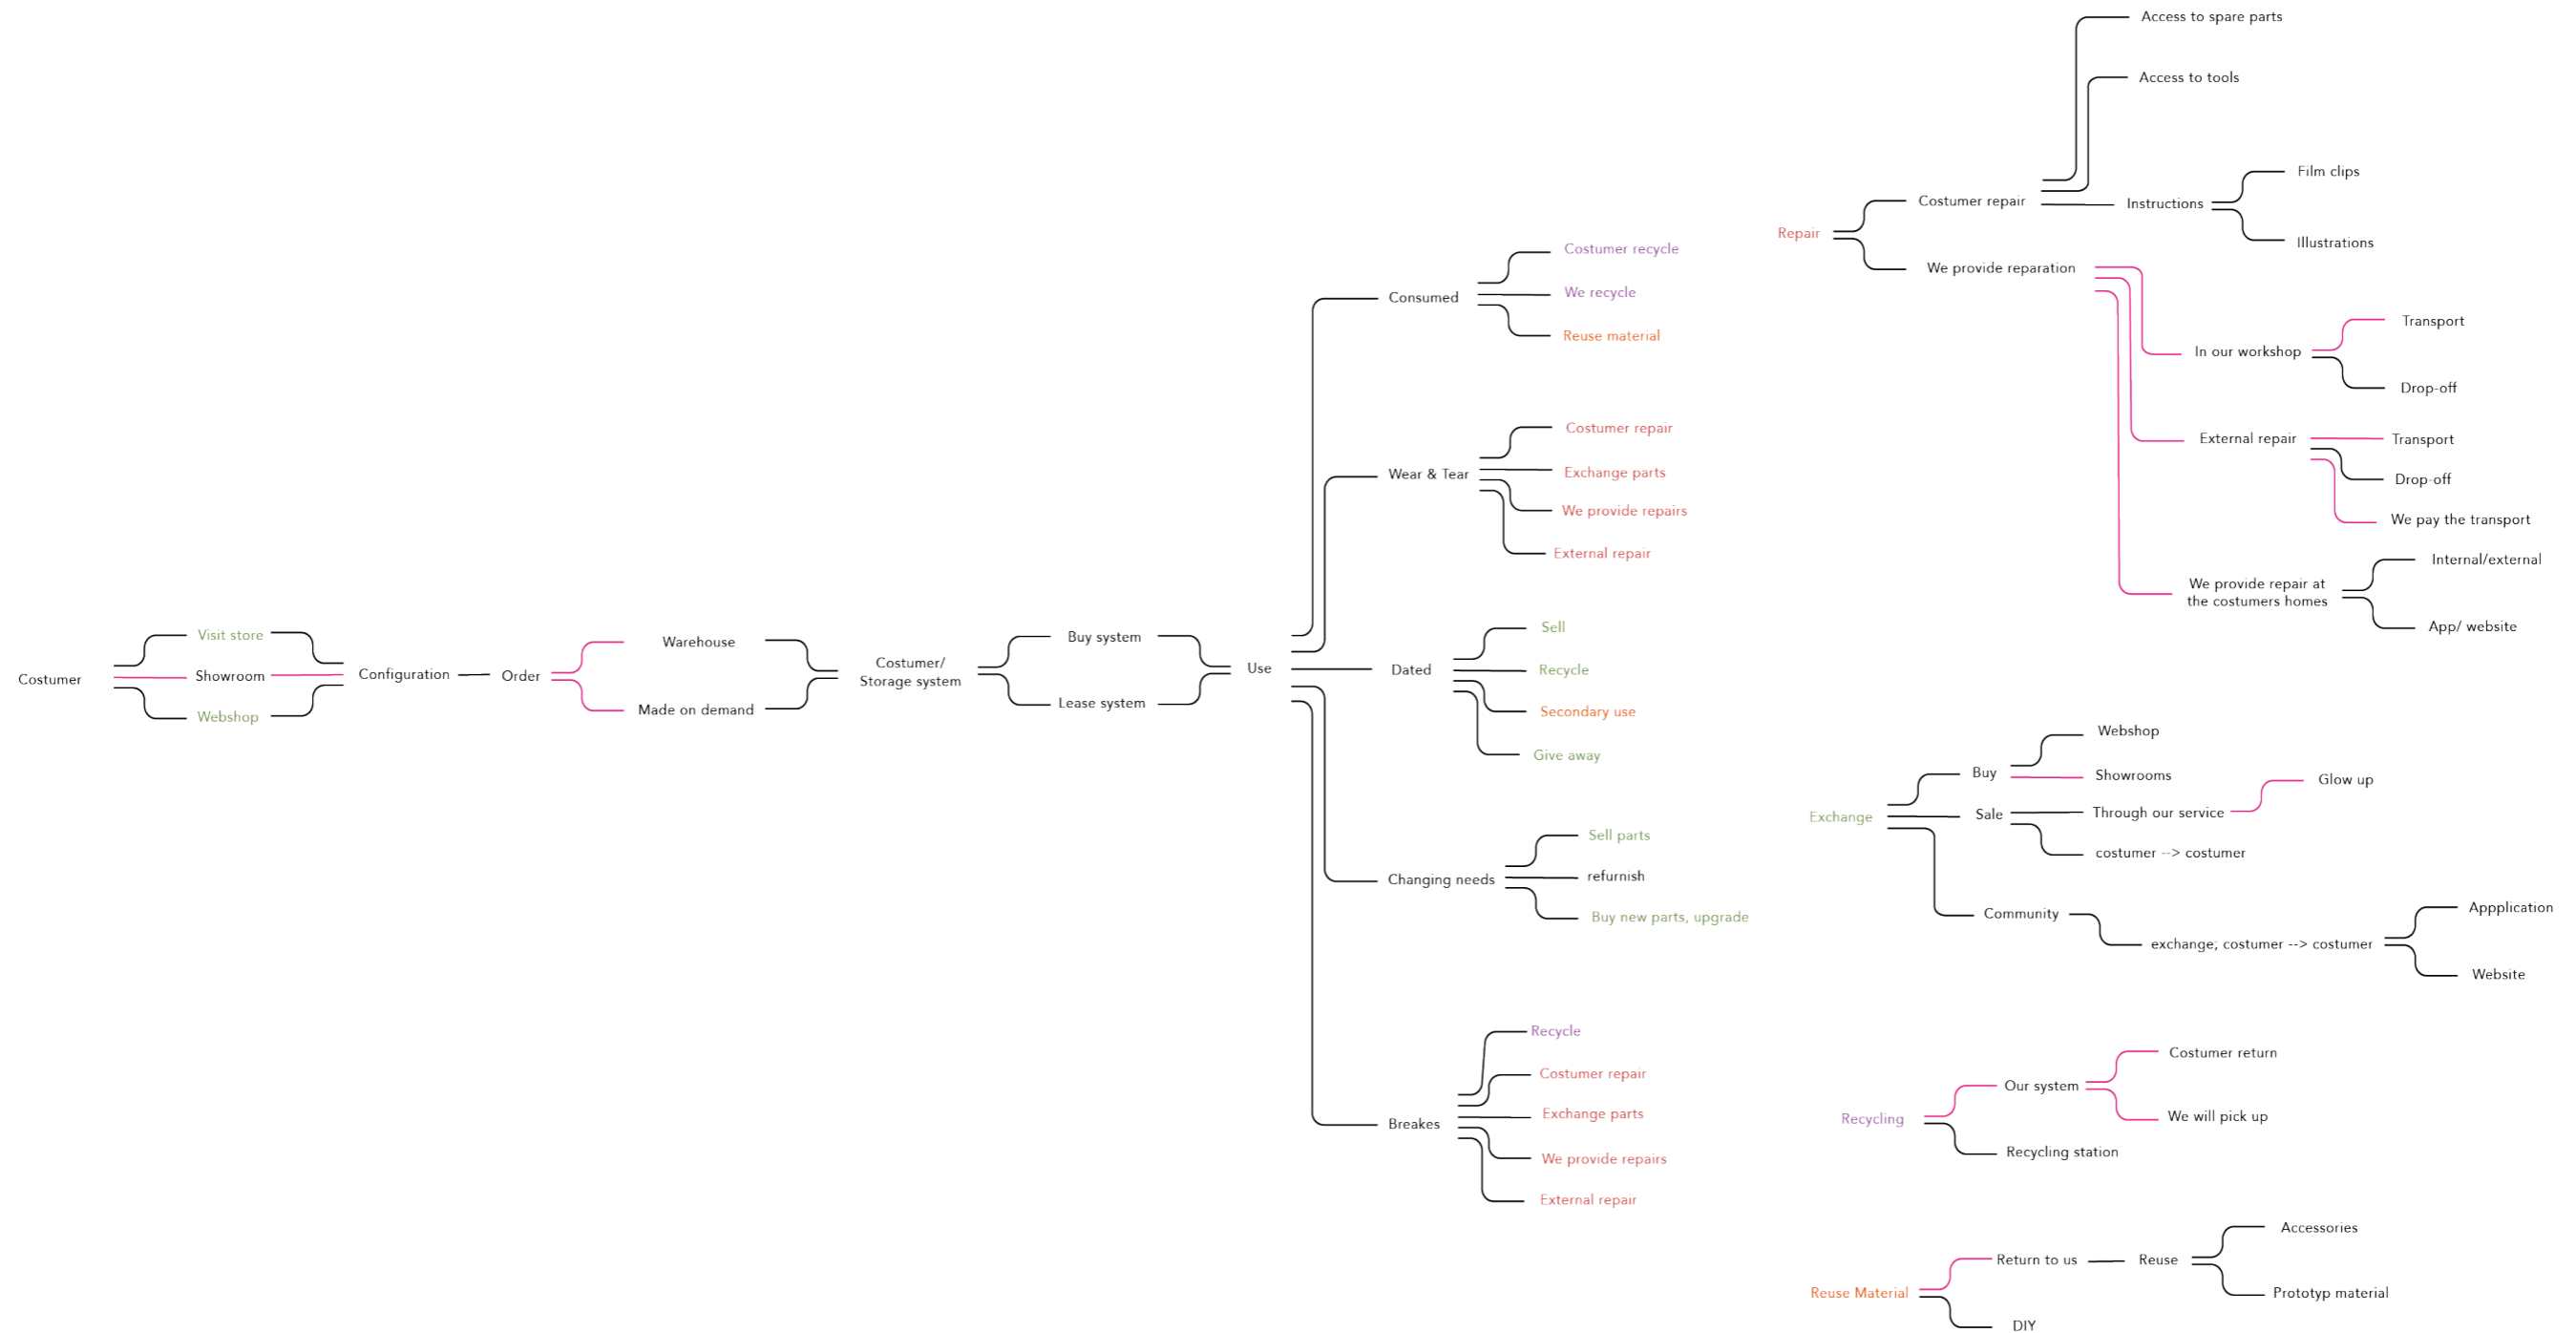 Costumer
Visit store
Showroom
Webshop
Configuration
Order
Warehouse
Made on demand
Costumer/
Storage system
Buy system
Lease system
Use
Consumed
Costumer recycle
We recycle
Reuse material
Wear & Tear
Costumer repair
Exchange parts
We provide repairs
External repair
Dated
Sell
Recycle
Secondary use
Give away
Changing needs
Sell parts
refurnish
Buy new parts, upgrade
Breakes
Recycle
Costumer repair
Exchange parts
We provide repairs
External repair
Repair
Costumer repair
Access to spare parts
Access to tools
Instructions
Film clips
Illustrations
We provide reparation
In our workshop
Transport
Drop-off
External repair
Transport
Drop-off
We pay the transport
We provide repair at
the costumers homes
Internal/external
App/ website
Exchange
Buy
Webshop
Showrooms
Sale
Through our service
Glow up
costumer --> costumer
Community
exchange; costumer --> costumer
Appplication
Website
Recycling
Our system
Costumer return
We will pick up
Recycling station
Reuse Material
Return to us
Reuse
Accessories
Prototyp material
DIY